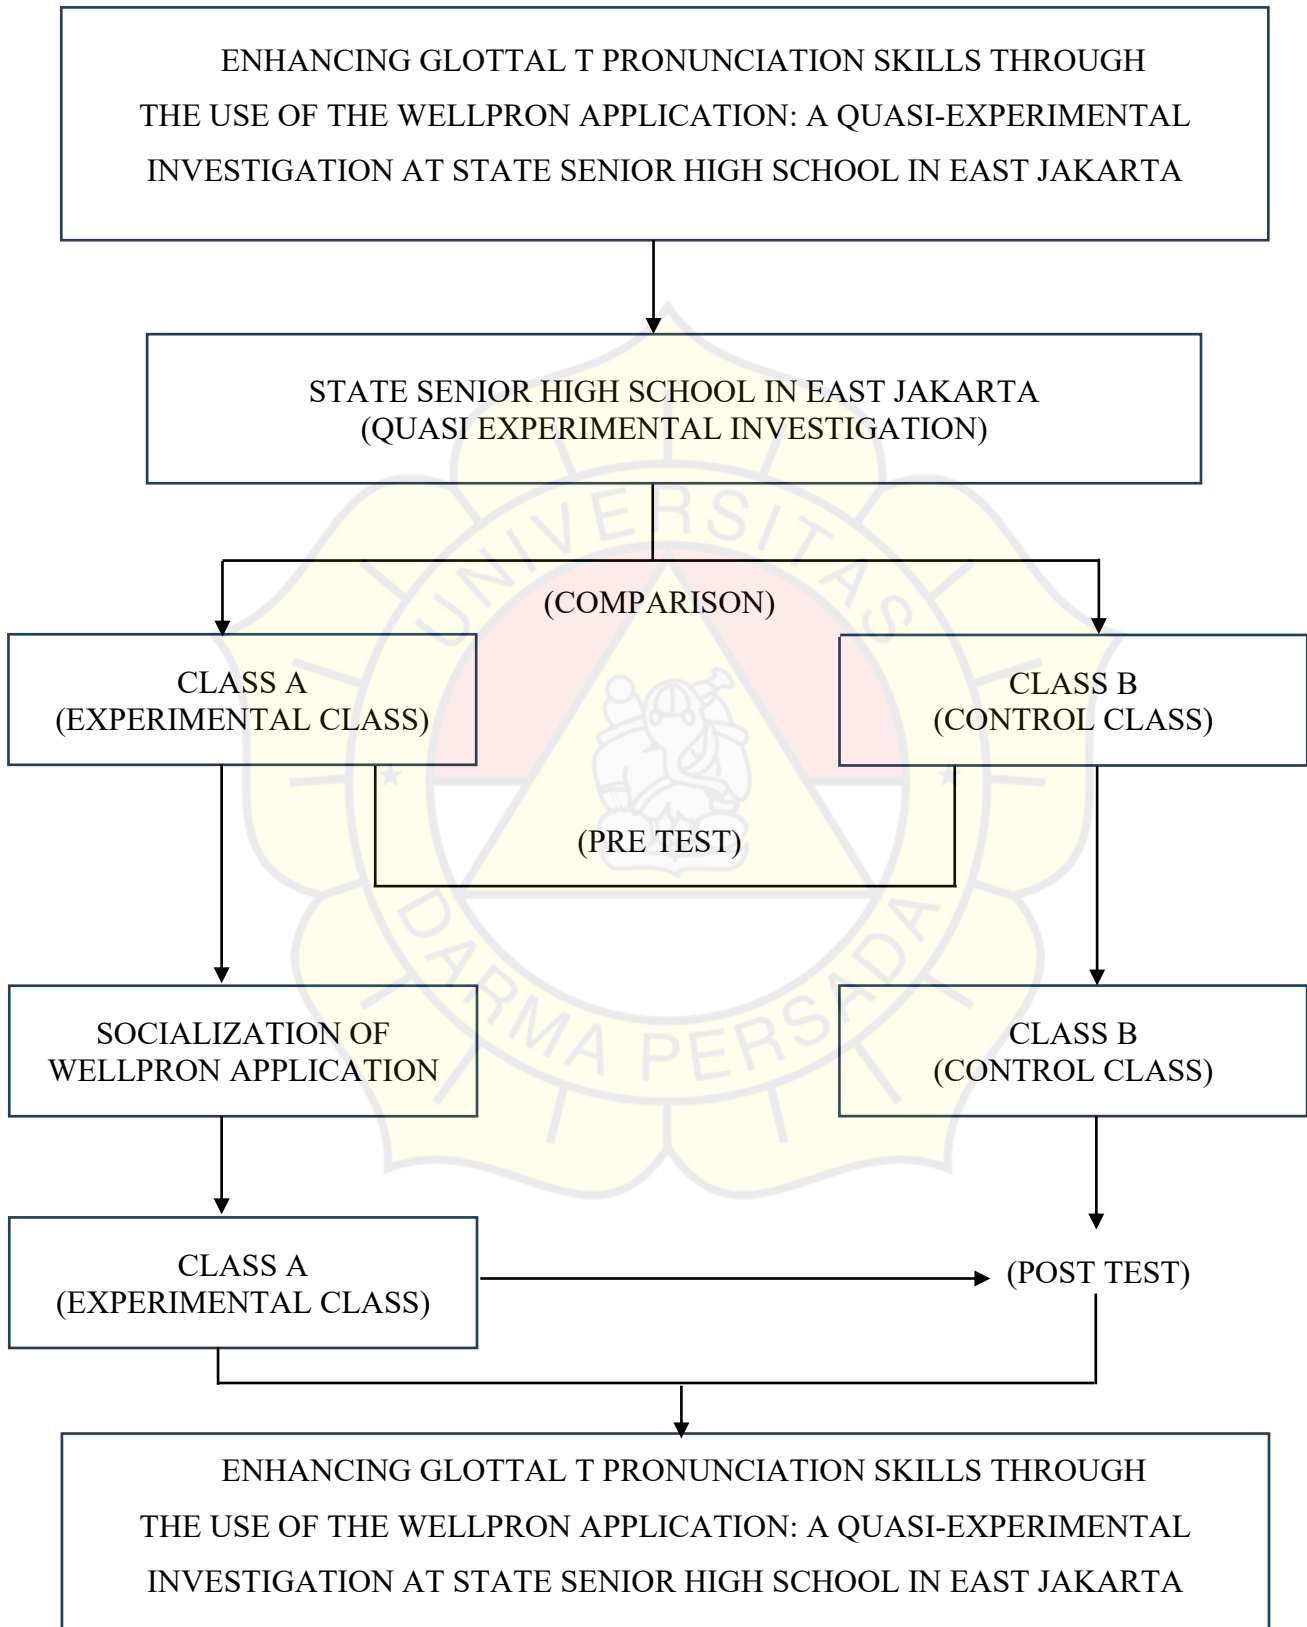 ENHANCING GLOTTAL T PRONUNCIATION SKILLS THROUGH
THE USE OF THE WELLPRON APPLICATION: A QUASI-EXPERIMENTAL
INVESTIGATION AT STATE SENIOR HIGH SCHOOL IN EAST JAKARTA
STATE SENIOR HIGH SCHOOL IN EAST JAKARTA
(QUASI EXPERIMENTAL INVESTIGATION)
UNIVERSITAS
(COMPARISON)
CLASS A
(EXPERIMENTAL CLASS)
CLASS B
(CONTROL CLASS)
(PRE TEST)
DARMA PERSADA
SOCIALIZATION OF
WELLPRON APPLICATION
CLASS B
(CONTROL CLASS)
CLASS A
(EXPERIMENTAL CLASS)
(POST TEST)
ENHANCING GLOTTAL T PRONUNCIATION SKILLS THROUGH
THE USE OF THE WELLPRON APPLICATION: A QUASI-EXPERIMENTAL
INVESTIGATION AT STATE SENIOR HIGH SCHOOL IN EAST JAKARTA